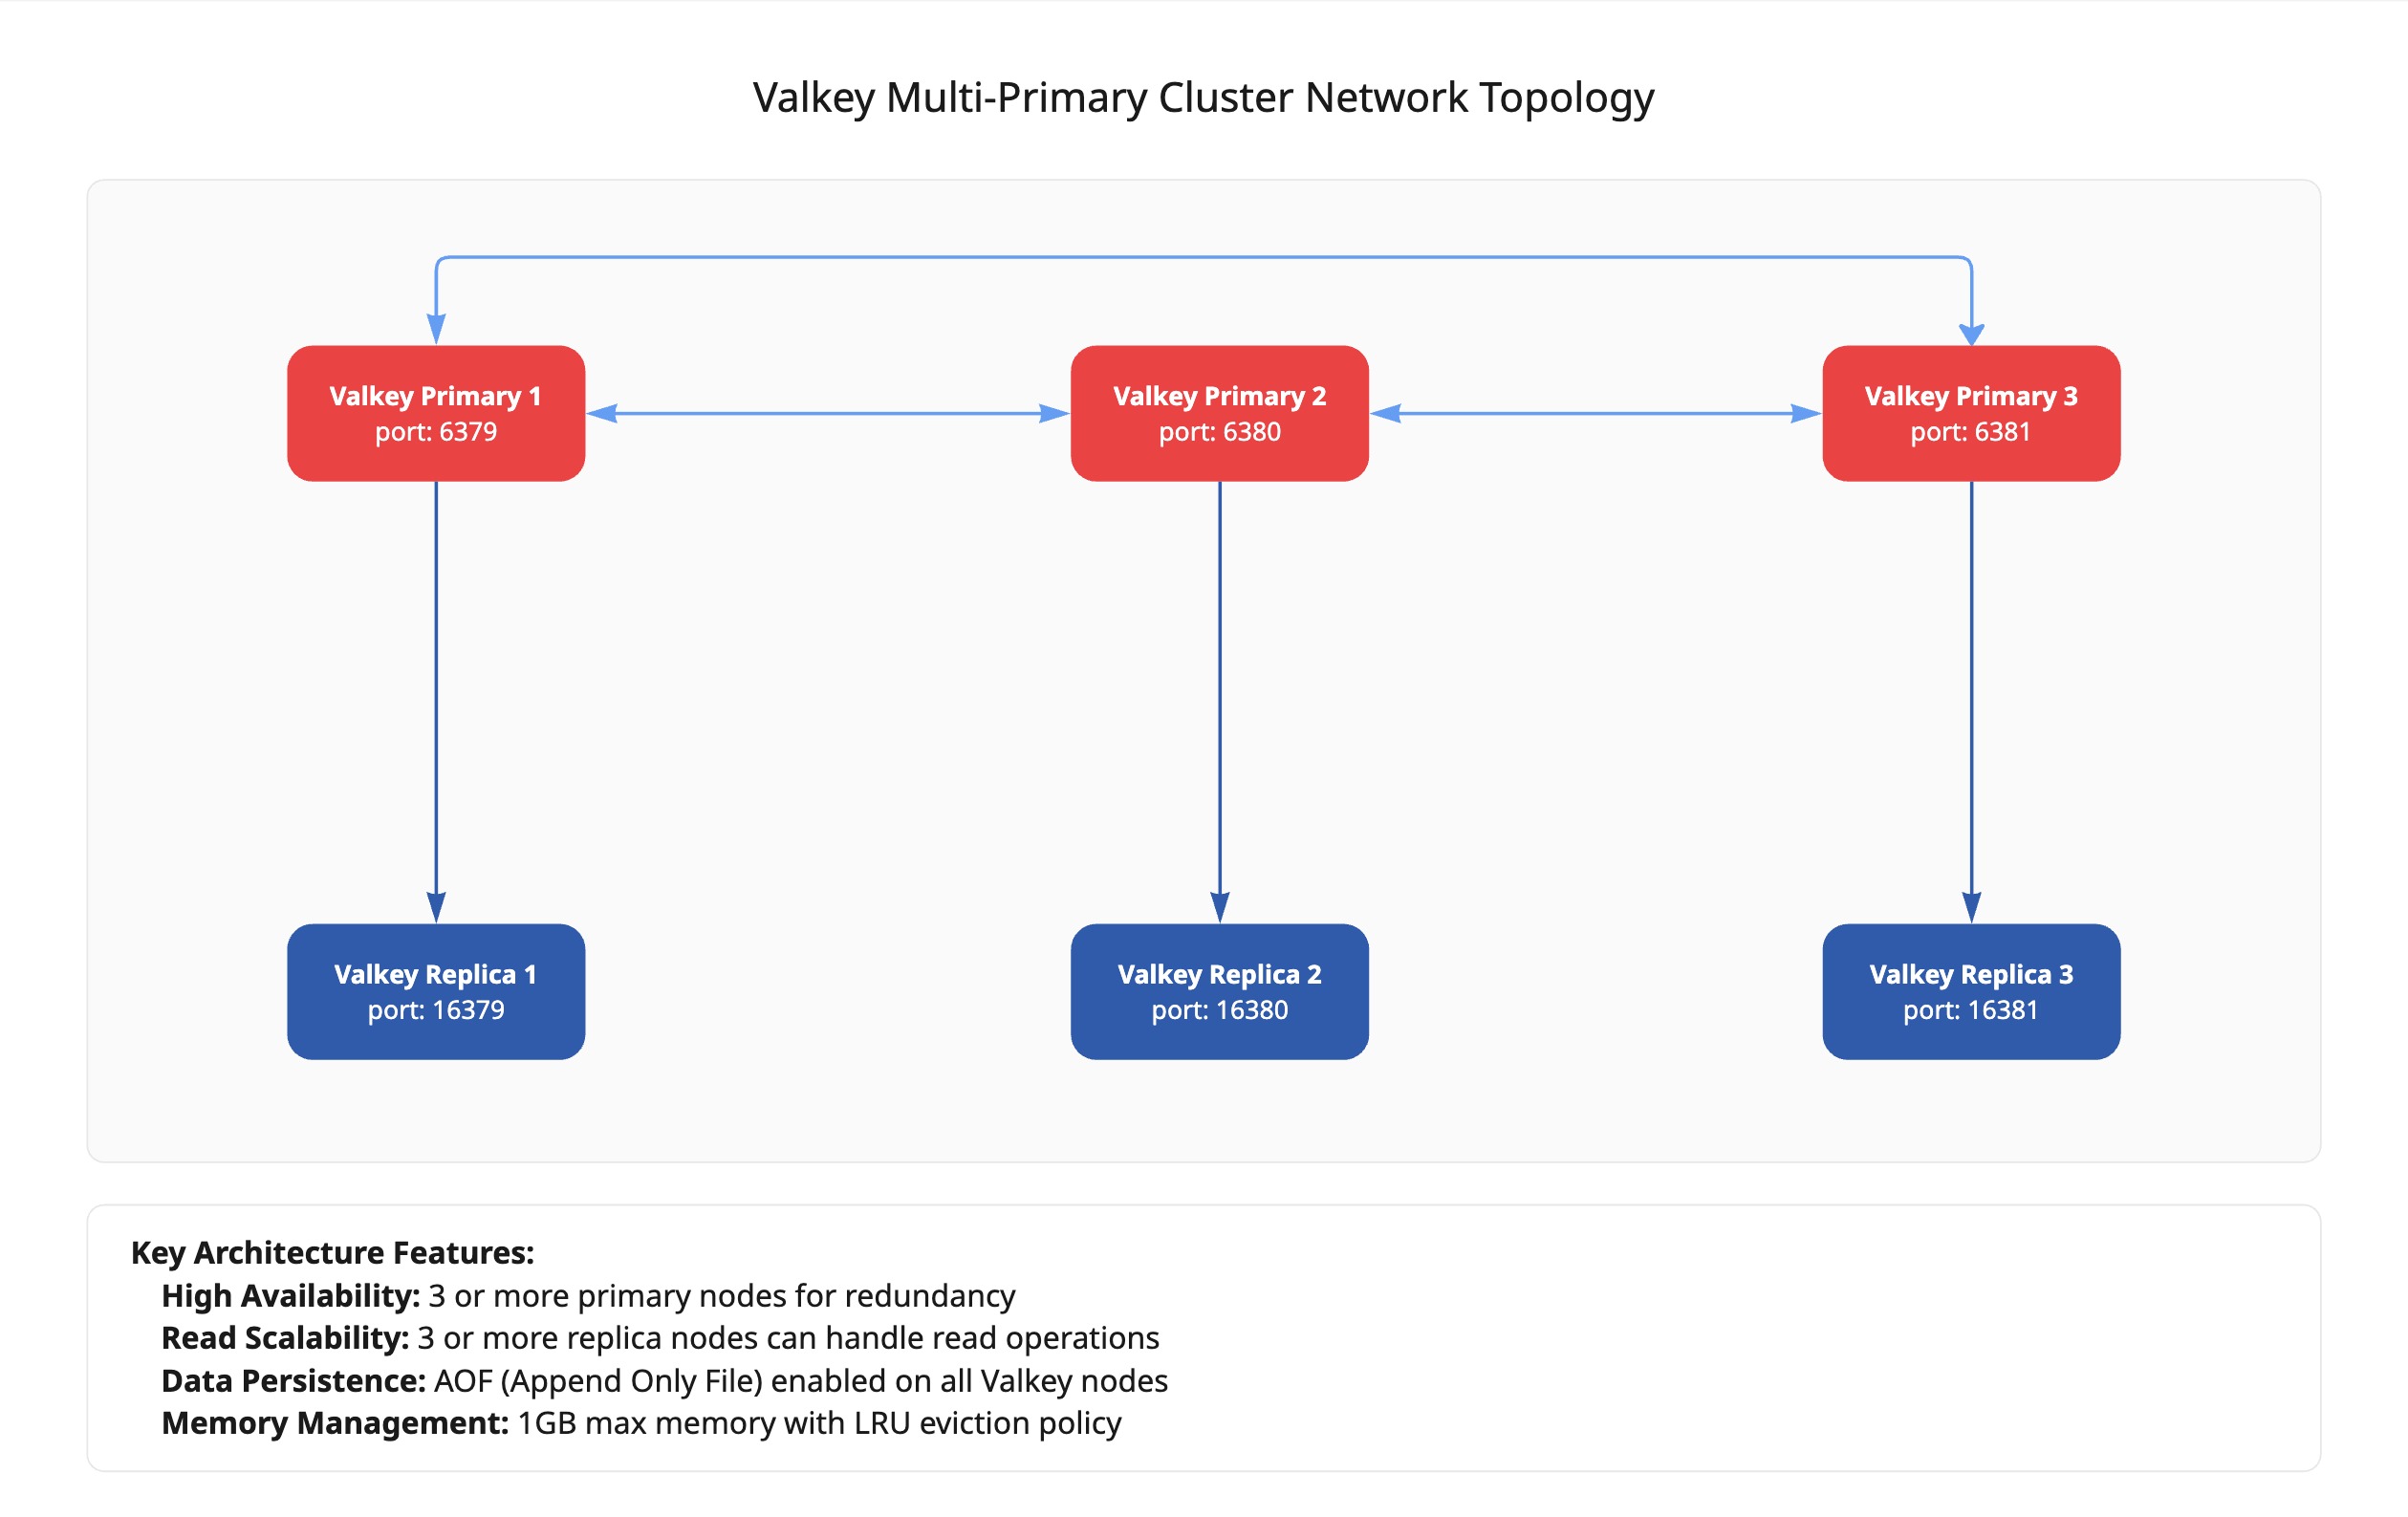 Valkey Multi-Primary Cluster Network Topology
Valkey Primary 1
port: 6379
Valkey Primary 2
port: 6380
Valkey Primary 3
port: 6381
Valkey Replica 1
port: 16379
Valkey Replica 2
port: 16380
Valkey Replica 3
port: 16381
Key Architecture Features:
High Availability: 3 or more primary nodes for redundancy
Read Scalability: 3 or more replica nodes can handle read operations
Data Persistence: AOF (Append Only File) enabled on all Valkey nodes
Memory Management: 1GB max memory with LRU eviction policy